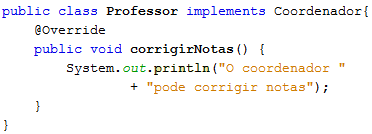 public class Professor implements Coordenador{
    @Override
    public void corrigirNotas() {
        System.out.println("O coordenador "
                + "pode corrigir notas");
    }
}